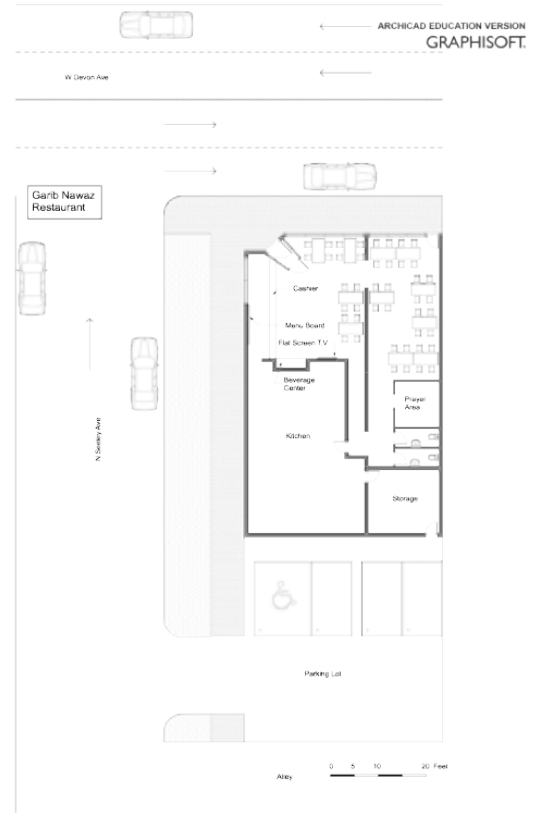 ARCHICAD EDUCATION VERSION
GRAPHISOFT.
W Devon Ave
Garib Nawaz
Restaurant
Cashier
Menu Board
Flat Screen T.V
Beverage
Center
Prayer
Area
Kitchen
N Seeley Ave
Storage
Parking Lot
Alley
0 5 10 20 Feet